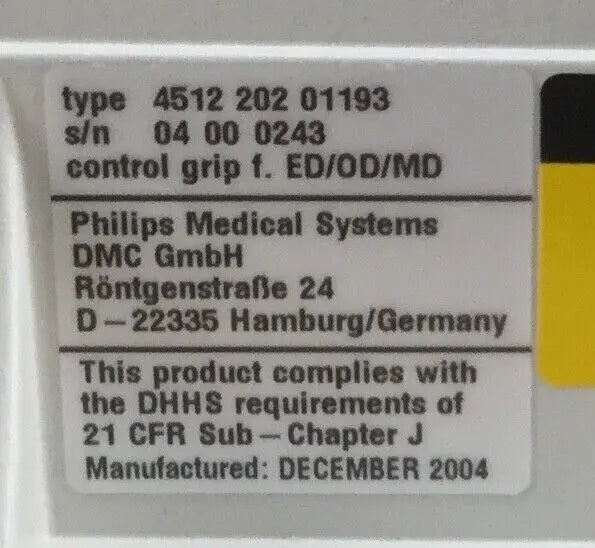 type 4512 202 01193
s/n 04 00 0243
control grip f. ED/OD/MD
Philips Medical Systems
DMC GmbH
Röntgenstraße 24
D-22335 Hamburg/Germany
This product complies with
the DHHS requirements of
21 CFR Sub-Chapter J
Manufactured: DECEMBER 2004